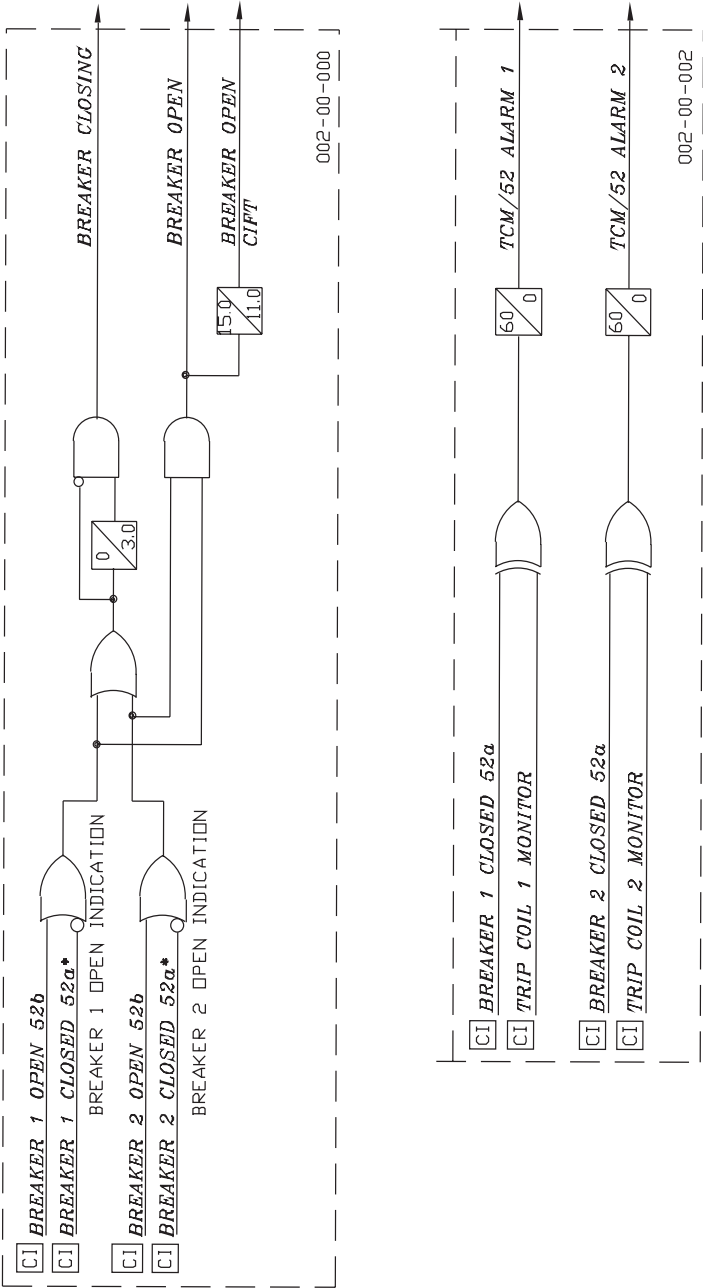 CI BREAKER 1 OPEN 52b
CI BREAKER 1 CLOSED 52a*
BREAKER 1 OPEN INDICATION
CI BREAKER 2 OPEN 52b
CI BREAKER 2 CLOSED 52a*
BREAKER 2 OPEN INDICATION
0
3.0
BREAKER CLOSING
BREAKER OPEN
15.0
11.0
BREAKER OPEN
CIFT
002-00-000
CI BREAKER 1 CLOSED 52a
CI TRIP COIL 1 MONITOR
60
0
TCM/52 ALARM 1
CI BREAKER 2 CLOSED 52a
CI TRIP COIL 2 MONITOR
60
0
TCM/52 ALARM 2
002-00-002